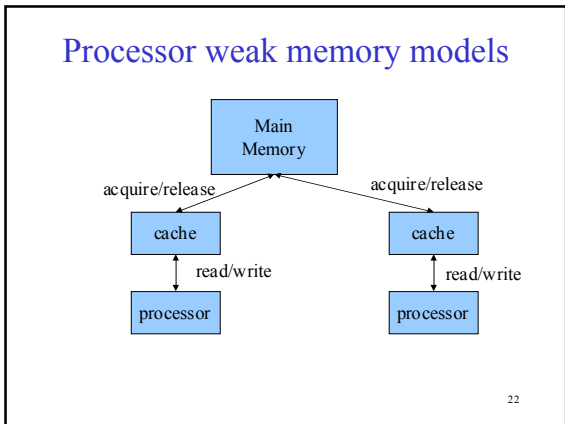 Processor weak memory models
Main
Memory
acquire/release
acquire/release
cache
cache
read/write
read/write
processor
processor
22